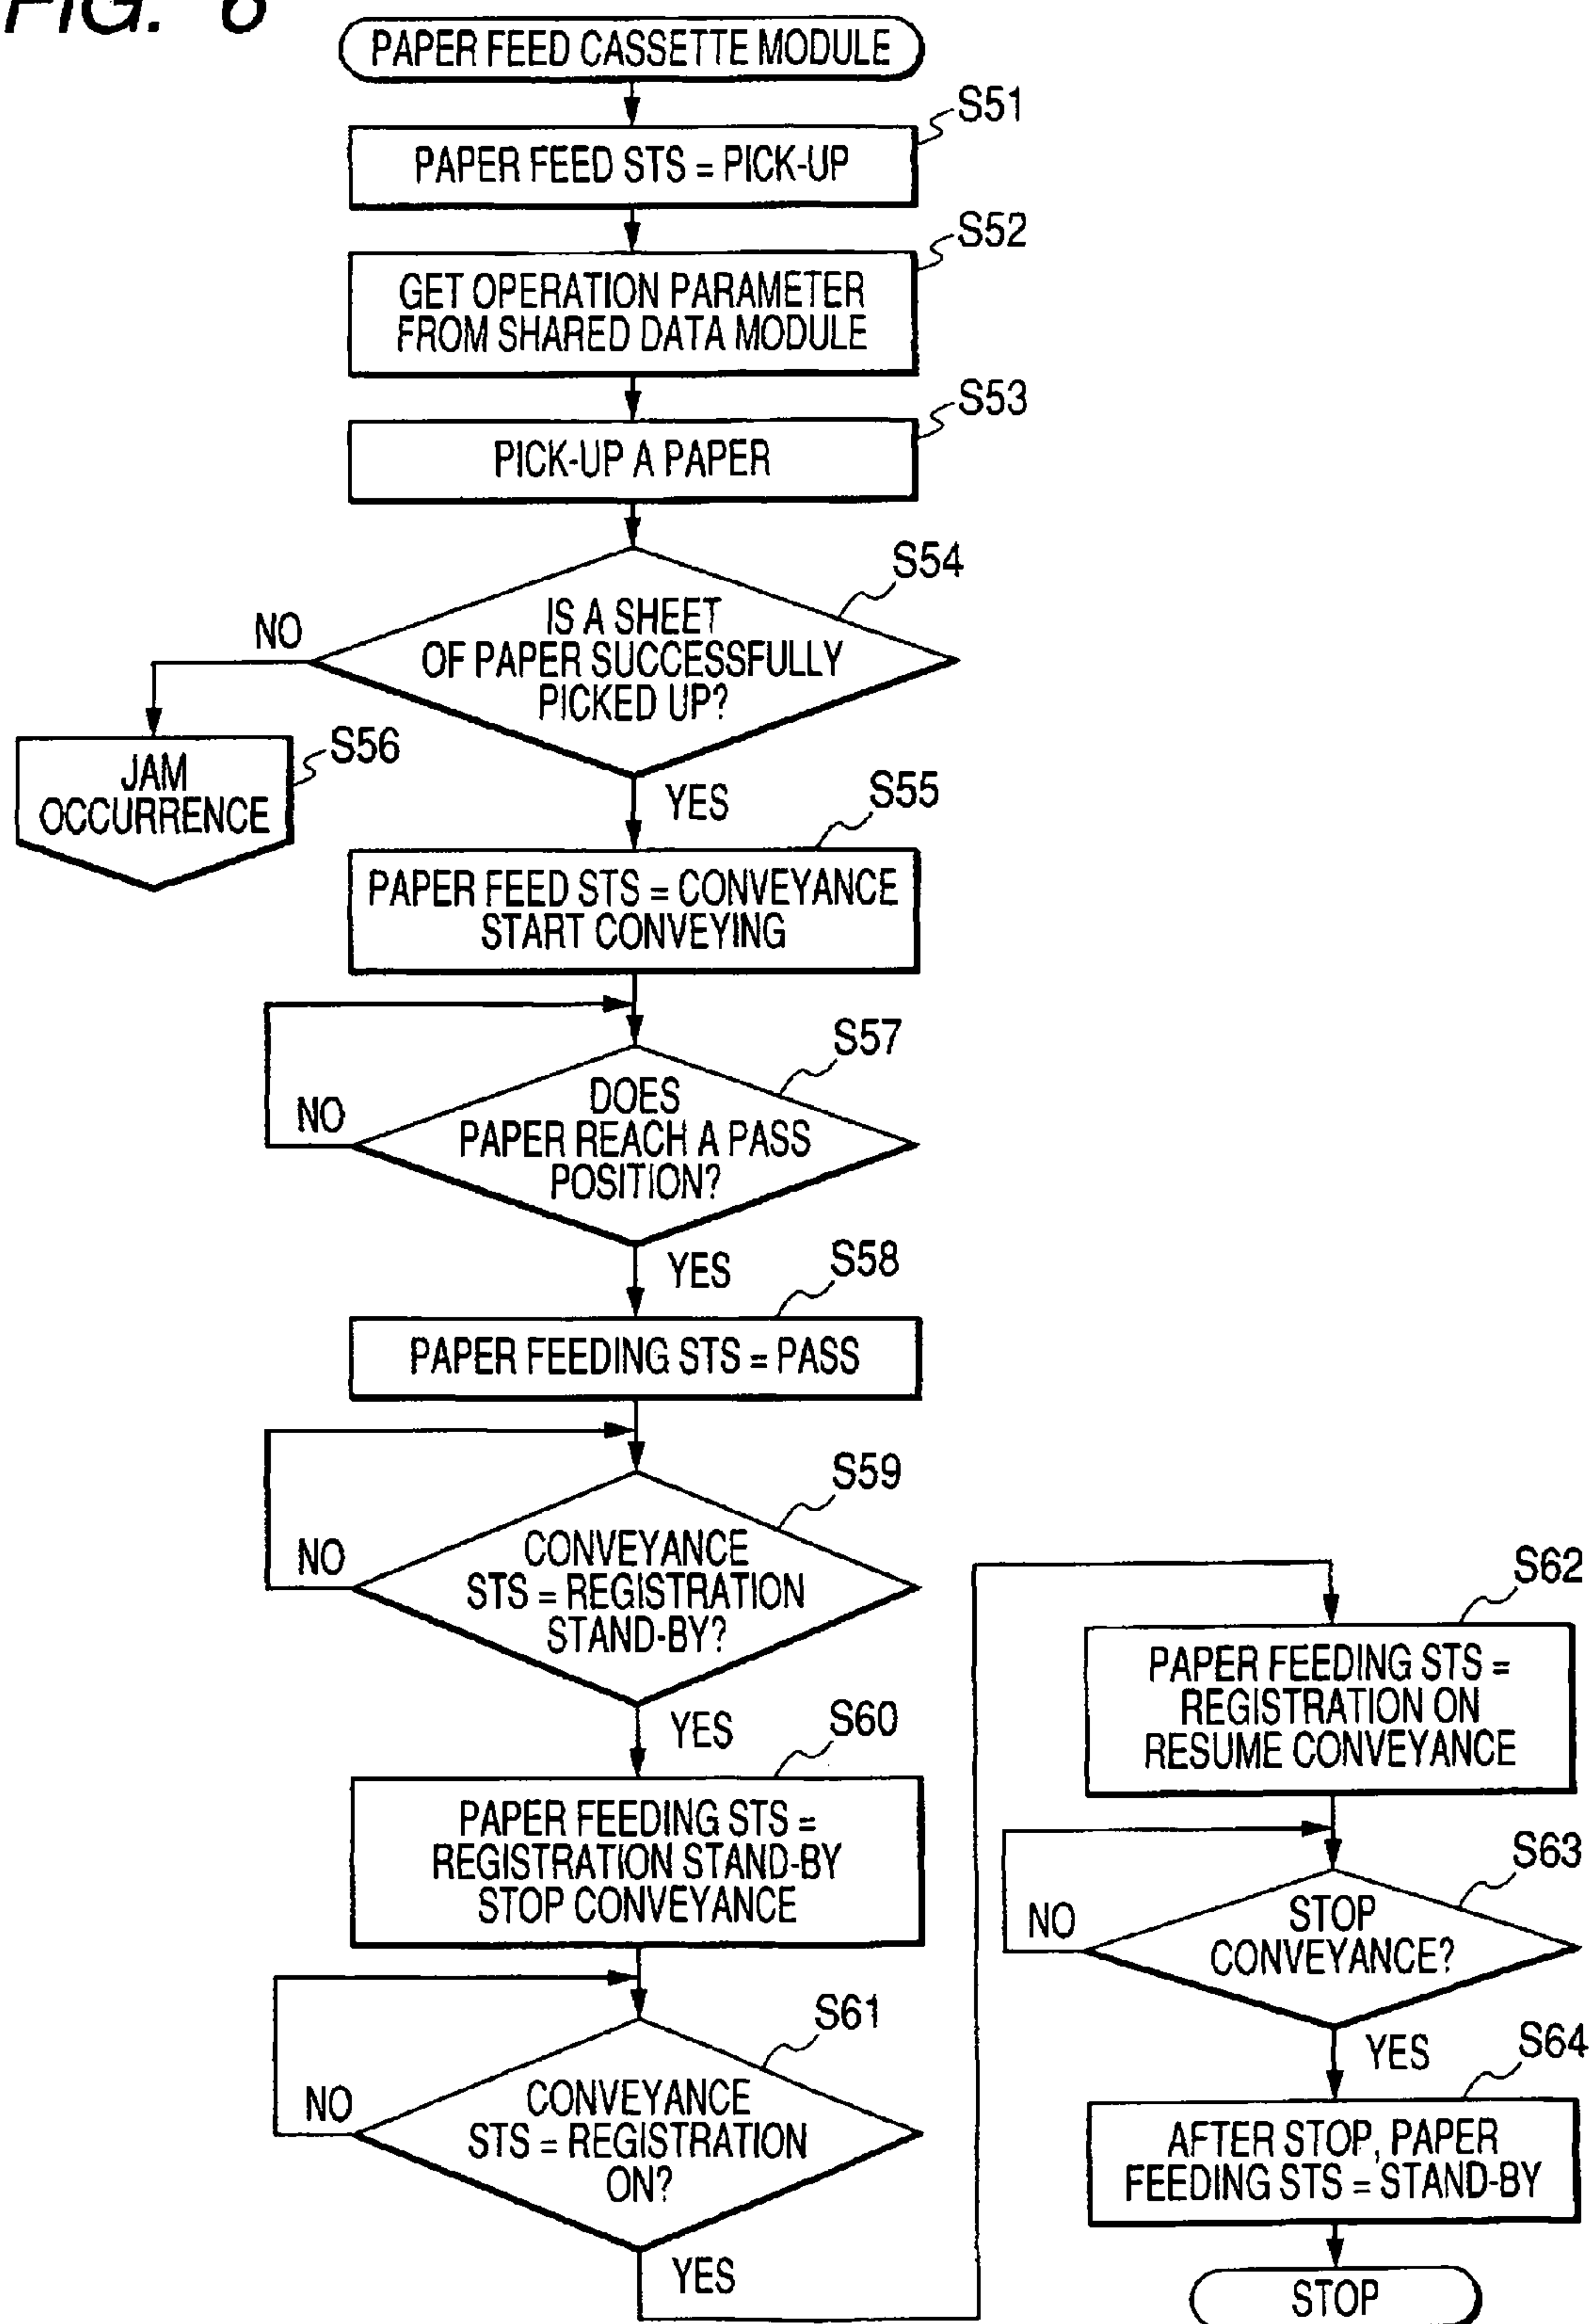 FIG. 6
PAPER FEED CASSETTE MODULE
S51
PAPER FEED STS = PICK-UP
S52
GET OPERATION PARAMETER
FROM SHARED DATA MODULE
S53
PICK-UP A PAPER
S54
IS A SHEET
OF PAPER SUCCESSFULLY
PICKED UP?
NO
S56
JAM
OCCURRENCE
YES
S55
PAPER FEED STS = CONVEYANCE
START CONVEYING
S57
DOES
PAPER REACH A PASS
POSITION?
NO
YES
S58
PAPER FEEDING STS = PASS
S59
CONVEYANCE
STS = REGISTRATION
STAND-BY?
NO
YES
S60
PAPER FEEDING STS =
REGISTRATION STAND-BY
STOP CONVEYANCE
S61
CONVEYANCE
STS = REGISTRATION
ON?
NO
YES
S62
PAPER FEEDING STS =
REGISTRATION ON
RESUME CONVEYANCE
S63
STOP
CONVEYANCE?
NO
YES
S64
AFTER STOP, PAPER
FEEDING STS = STAND-BY
STOP